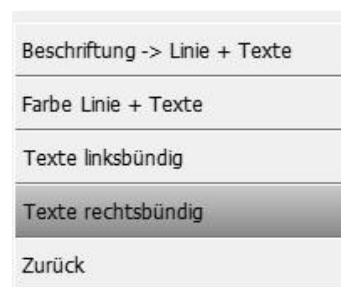 Beschriftung -> Linie + Texte
Farbe Linie + Texte
Texte linksbündig
Texte rechtsbündig
Zurück